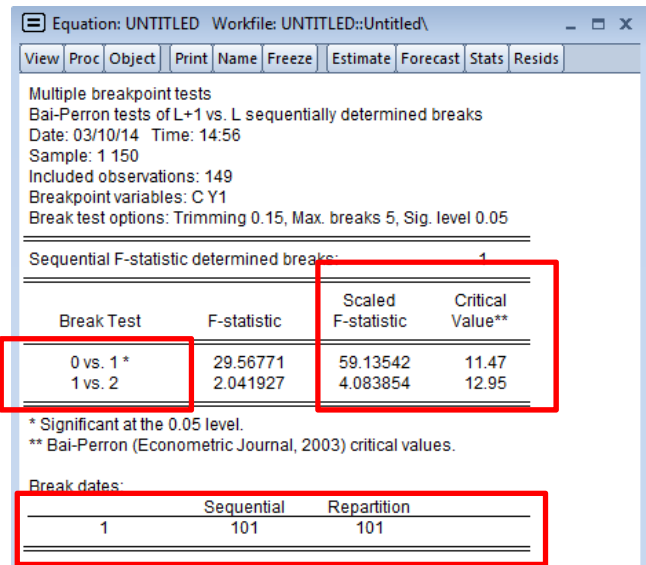 Equation: UNTITLED Workfile: UNTITLED::Untitled\
View Proc Object Print Name Freeze Estimate Forecast Stats Resids
Multiple breakpoint tests
Bai-Perron tests of L+1 vs. L sequentially determined breaks
Date: 03/10/14 Time: 14:56
Sample: 1 150
Included observations: 149
Breakpoint variables: C Y1
Break test options: Trimming 0.15, Max. breaks 5, Sig. level 0.05
Sequential F-statistic determined breaks: 1
Scaled Critical
Break Test F-statistic F-statistic Value**
0 vs. 1 * 29.56771 59.13542 11.47
1 vs. 2 2.041927 4.083854 12.95
* Significant at the 0.05 level.
** Bai-Perron (Econometric Journal, 2003) critical values.
Break dates:
Sequential Repartition
1 101 101